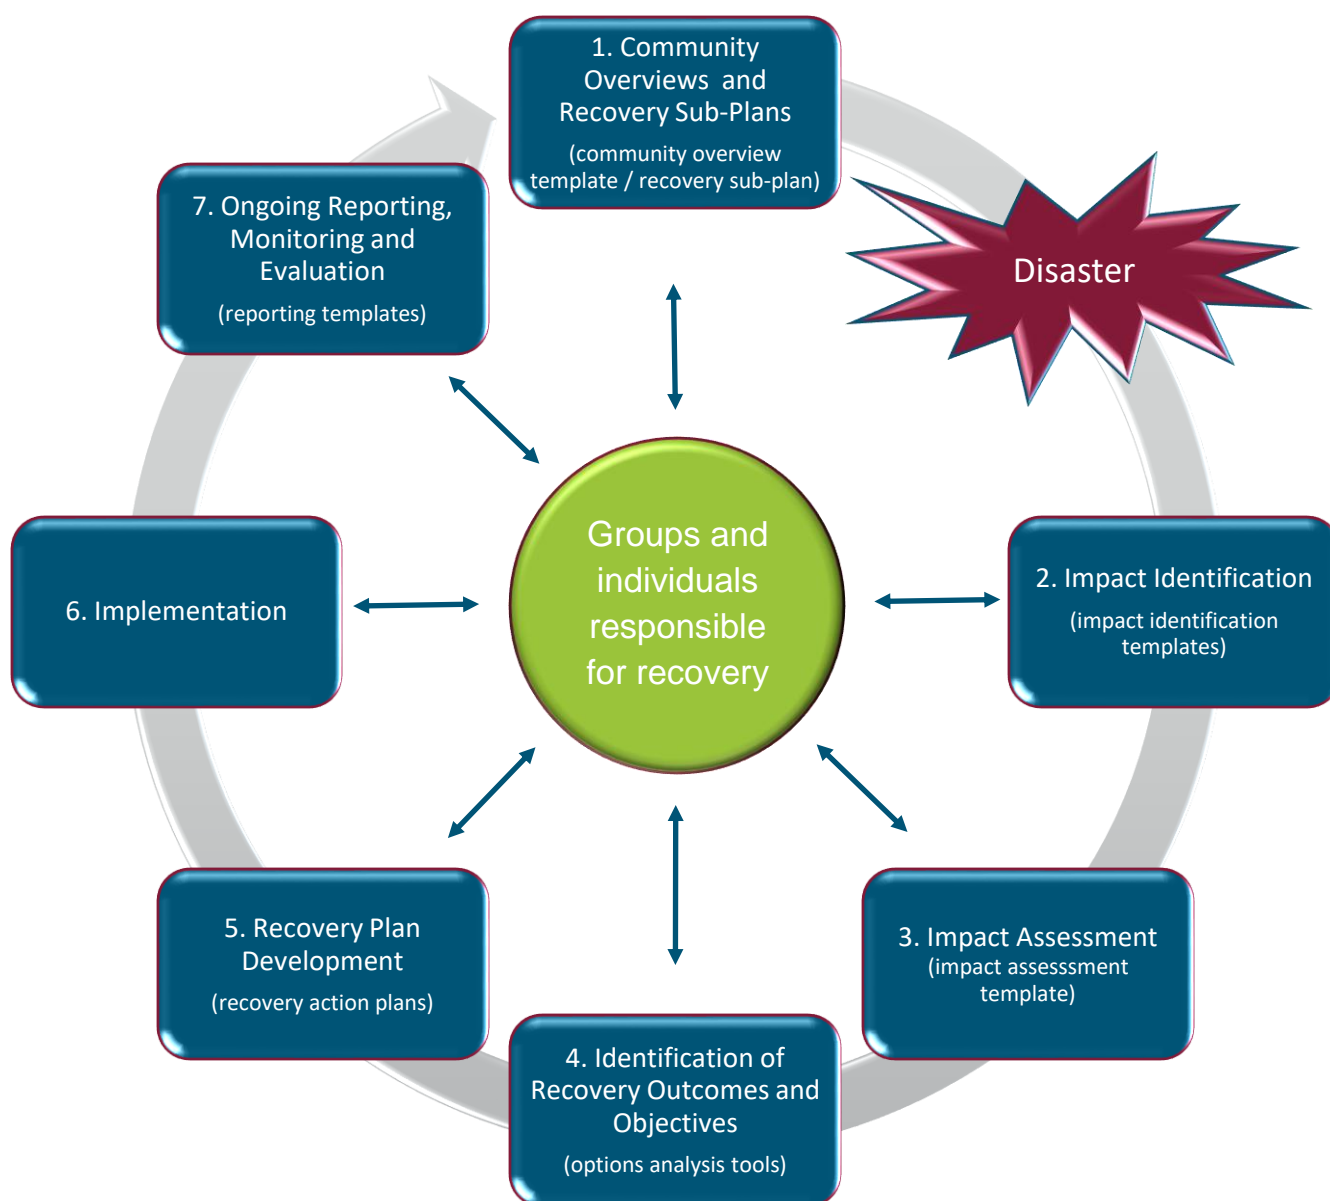 1. Community
Overviews and
Recovery Sub-Plans
(community overview
template / recovery sub-plan)
Disaster
2. Impact Identification
(impact identification
templates)
3. Impact Assessment
(impact assesssment
template)
4. Identification of
Recovery Outcomes and
Objectives
(options analysis tools)
5. Recovery Plan
Development
(recovery action plans)
6. Implementation
7. Ongoing Reporting,
Monitoring and
Evaluation
(reporting templates)
Groups and
individuals
responsible
for recovery